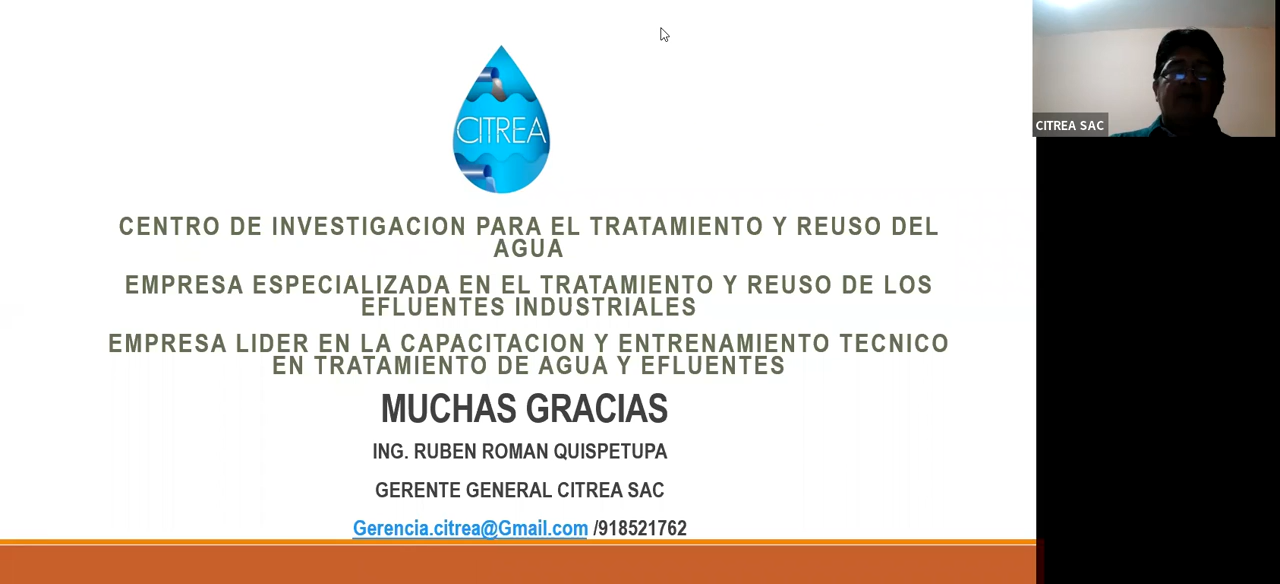 CITREA
CITREA SAC
CENTRO DE INVESTIGACION PARA EL TRATAMIENTO Y REUSO DEL
AGUA
EMPRESA ESPECIALIZADA EN EL TRATAMIENTO Y REUSO DE LOS
EFLUENTES INDUSTRIALES
EMPRESA LIDER EN LA CAPACITACION Y ENTRENAMIENTO TECNICO
EN TRATAMIENTO DE AGUA Y EFLUENTES
MUCHAS GRACIAS
ING. RUBEN ROMAN QUISPETUPA
GERENTE GENERAL CITREA SAC
Gerencia.citrea@Gmail.com /918521762